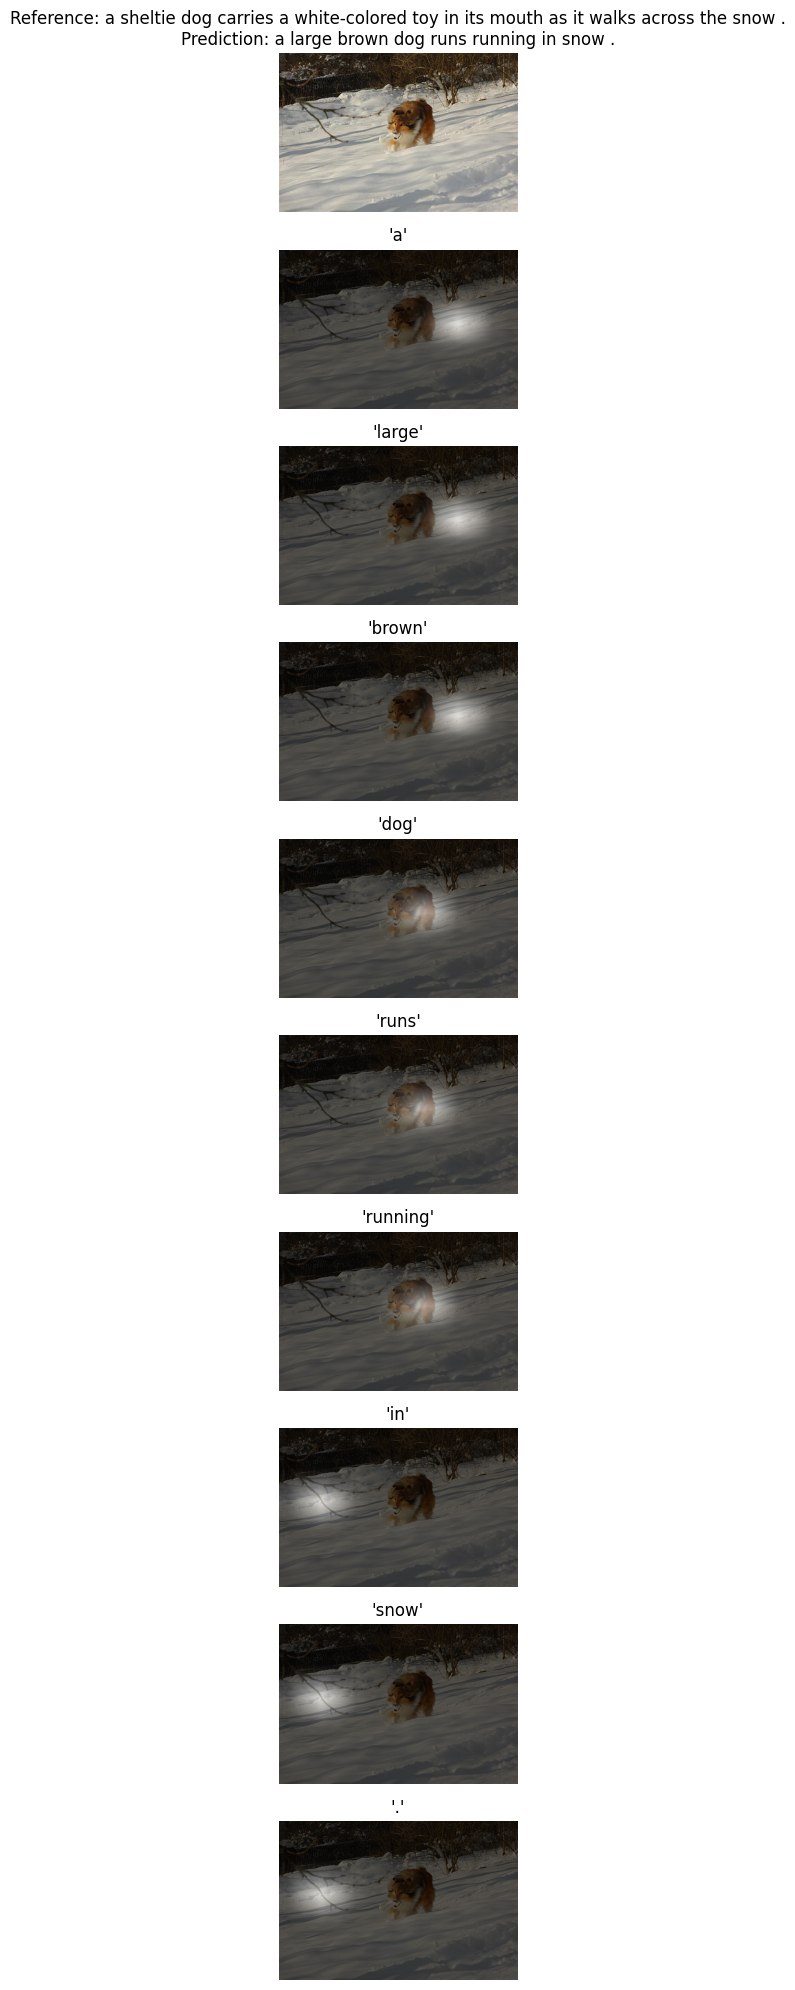 Reference: a sheltie dog carries a white-colored toy in its mouth as it walks across the snow .
Prediction: a large brown dog runs running in snow .
'a'
'large'
'brown'
'dog'
'runs'
'running'
'in'
'snow'
'.'